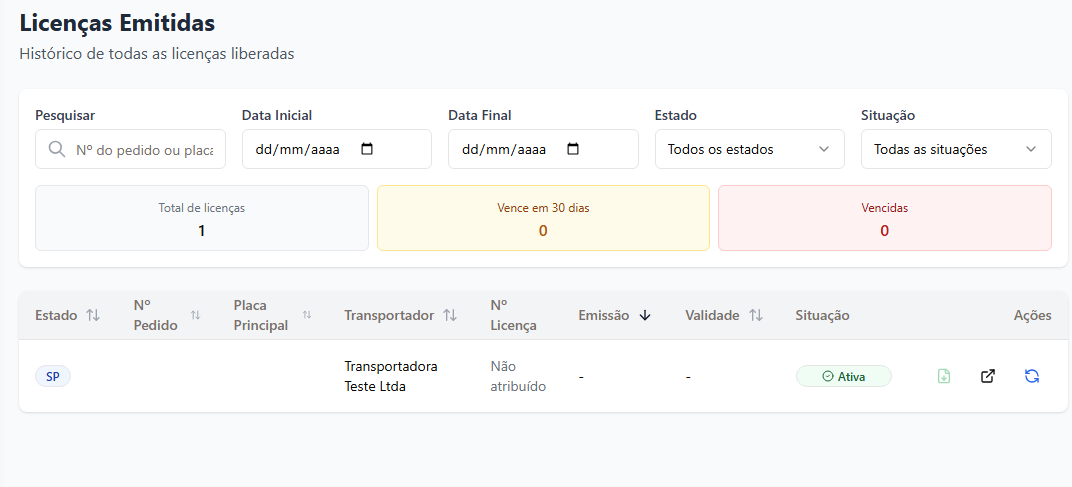 Licenças Emitidas
Histórico de todas as licenças liberadas
Pesquisar Data Inicial Data Final Estado Situação
Nº do pedido ou placa dd/mm/aaaa dd/mm/aaaa Todos os estados Todas as situações
Total de licenças Vence em 30 dias Vencidas
1 0 0
Estado Nº Pedido Placa Principal Transportador Nº Licença Emissão Validade Situação Ações
SP Transportadora Teste Ltda Não atribuído - - Ativa